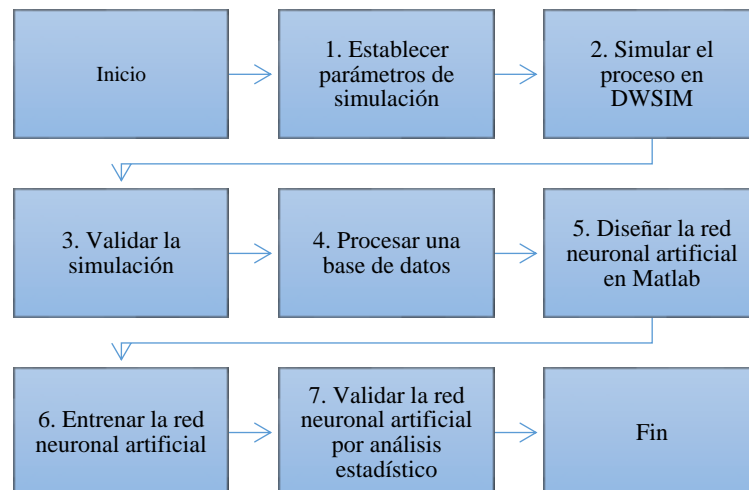 Inicio
1. Establecer
parámetros de
simulación
2. Simular el
proceso en
DWSIM
3. Validar la
simulación
4. Procesar una
base de datos
5. Diseñar la red
neuronal artificial
en Matlab
6. Entrenar la red
neuronal artificial
7. Validar la red
neuronal artificial
por análisis
estadístico
Fin